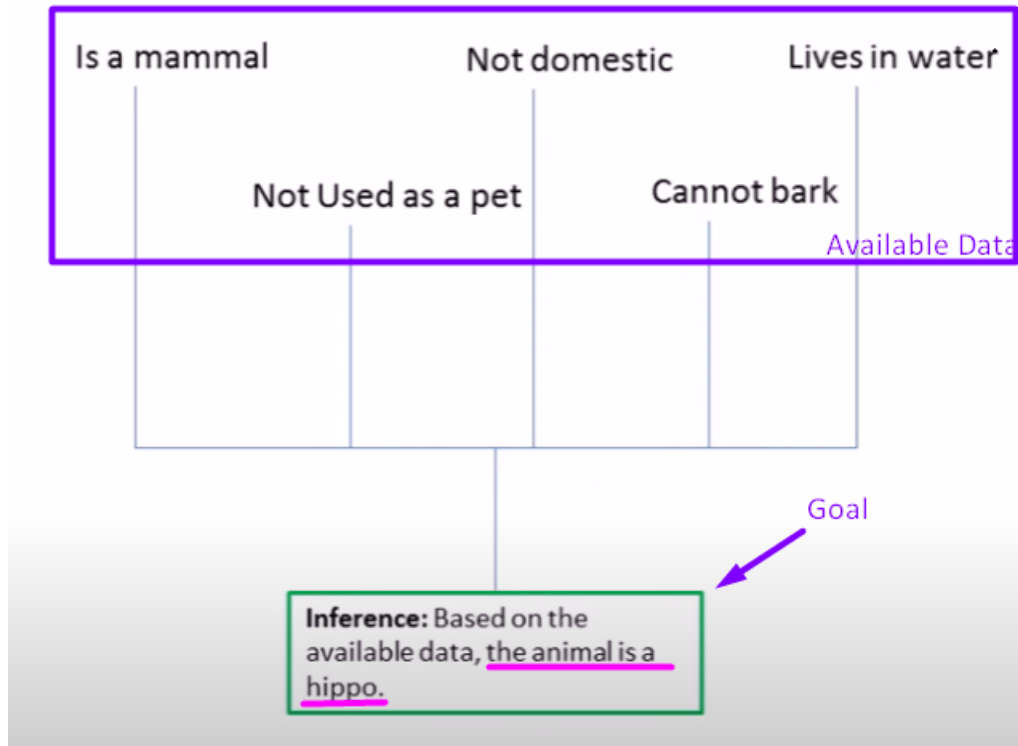 Is a mammal
Not domestic
Lives in water
Not Used as a pet
Cannot bark
Available Data
Goal
Inference: Based on the
available data, the animal is a
hippo.